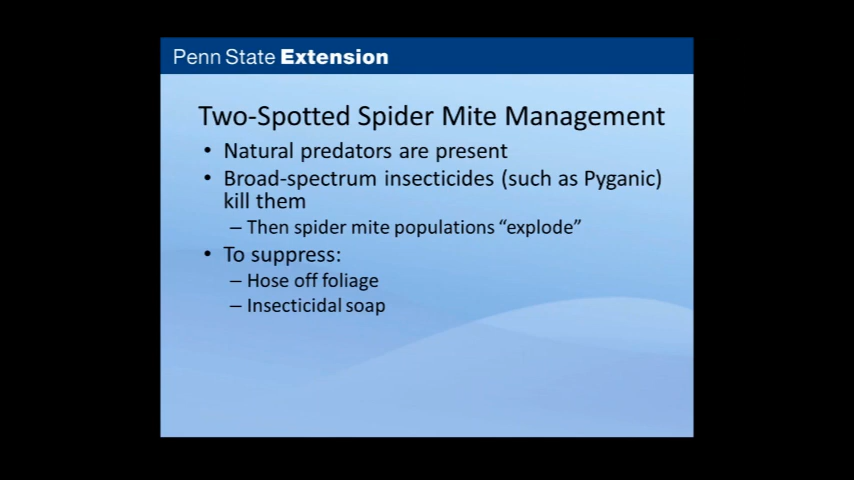 Penn State Extension
Two-Spotted Spider Mite Management
• Natural predators are present
• Broad-spectrum insecticides (such as Pyganic)
kill them
– Then spider mite populations “explode”
• To suppress:
– Hose off foliage
– Insecticidal soap